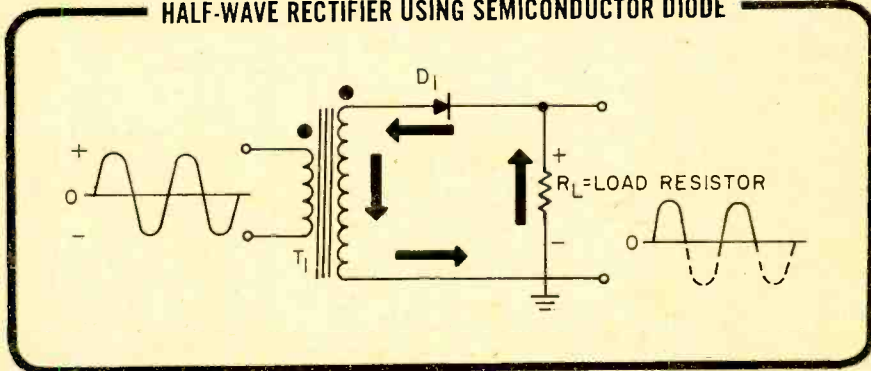 HALF-WAVE RECTIFIER USING SEMICONDUCTOR DIODE
D1
+
0
-
T1
+
RL=LOAD RESISTOR
-
0